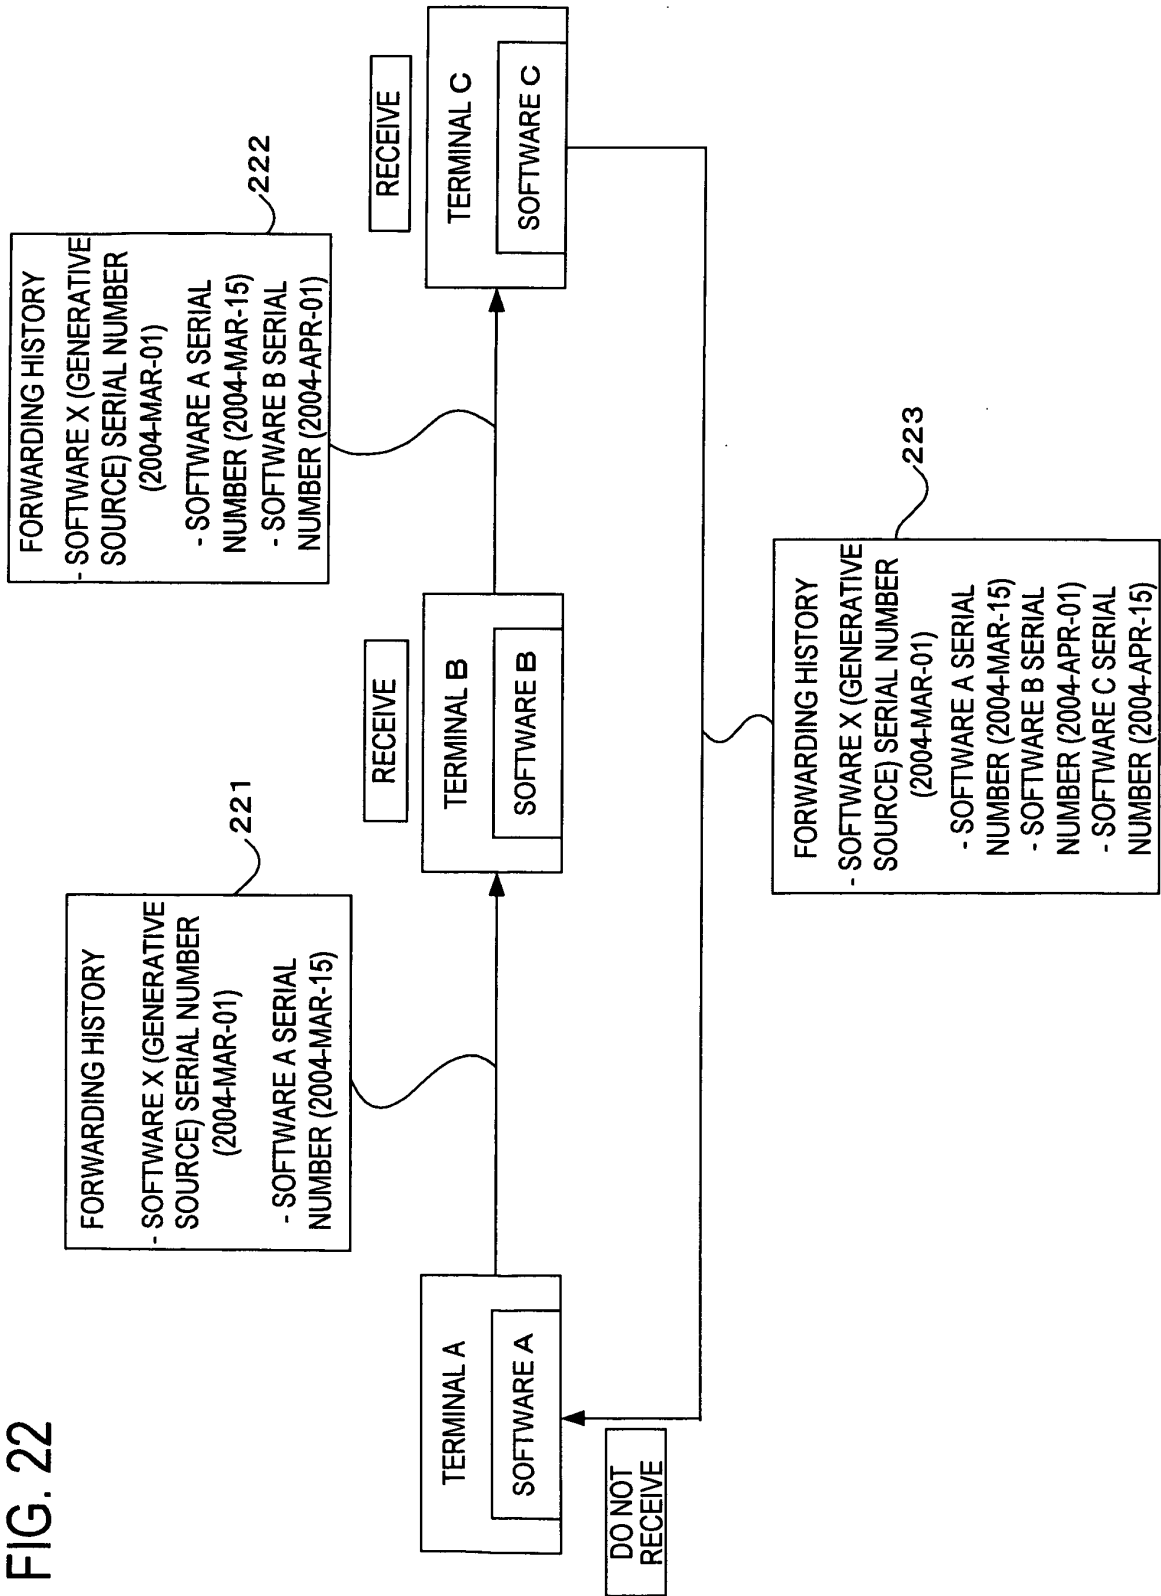 FIG. 22
FORWARDING HISTORY
- SOFTWARE X (GENERATIVE
SOURCE) SERIAL NUMBER
(2004-MAR-01)
- SOFTWARE A SERIAL
NUMBER (2004-MAR-15)
221
FORWARDING HISTORY
- SOFTWARE X (GENERATIVE
SOURCE) SERIAL NUMBER
(2004-MAR-01)
- SOFTWARE A SERIAL
NUMBER (2004-MAR-15)
- SOFTWARE B SERIAL
NUMBER (2004-APR-01)
222
TERMINAL A
SOFTWARE A
RECEIVE
TERMINAL B
SOFTWARE B
RECEIVE
TERMINAL C
SOFTWARE C
DO NOT
RECEIVE
FORWARDING HISTORY
- SOFTWARE X (GENERATIVE
SOURCE) SERIAL NUMBER
(2004-MAR-01)
- SOFTWARE A SERIAL
NUMBER (2004-MAR-15)
- SOFTWARE B SERIAL
NUMBER (2004-APR-01)
- SOFTWARE C SERIAL
NUMBER (2004-APR-15)
223